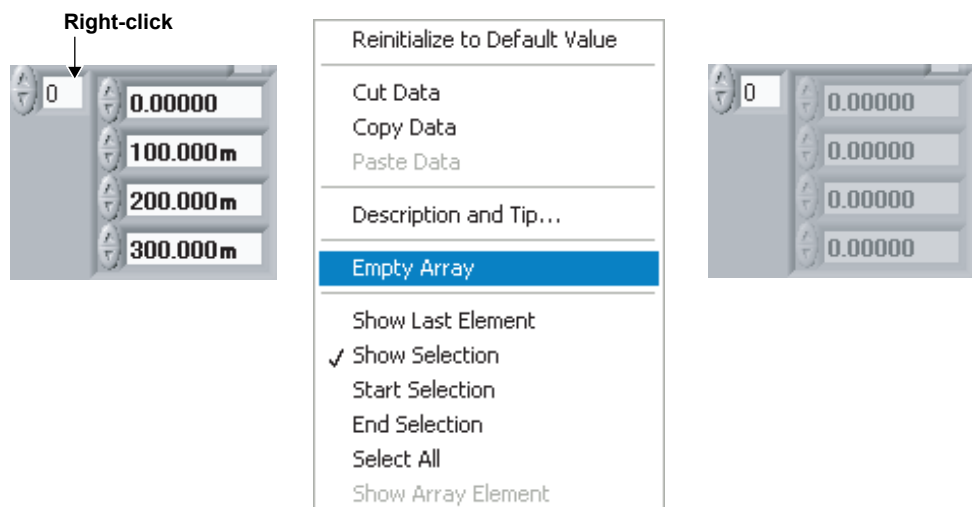 Right-click
0
0.00000
100.000m
200.000m
300.000m
Reinitialize to Default Value
Cut Data
Copy Data
Paste Data
Description and Tip...
Empty Array
Show Last Element
✓ Show Selection
Start Selection
End Selection
Select All
Show Array Element
0
0.00000
0.00000
0.00000
0.00000